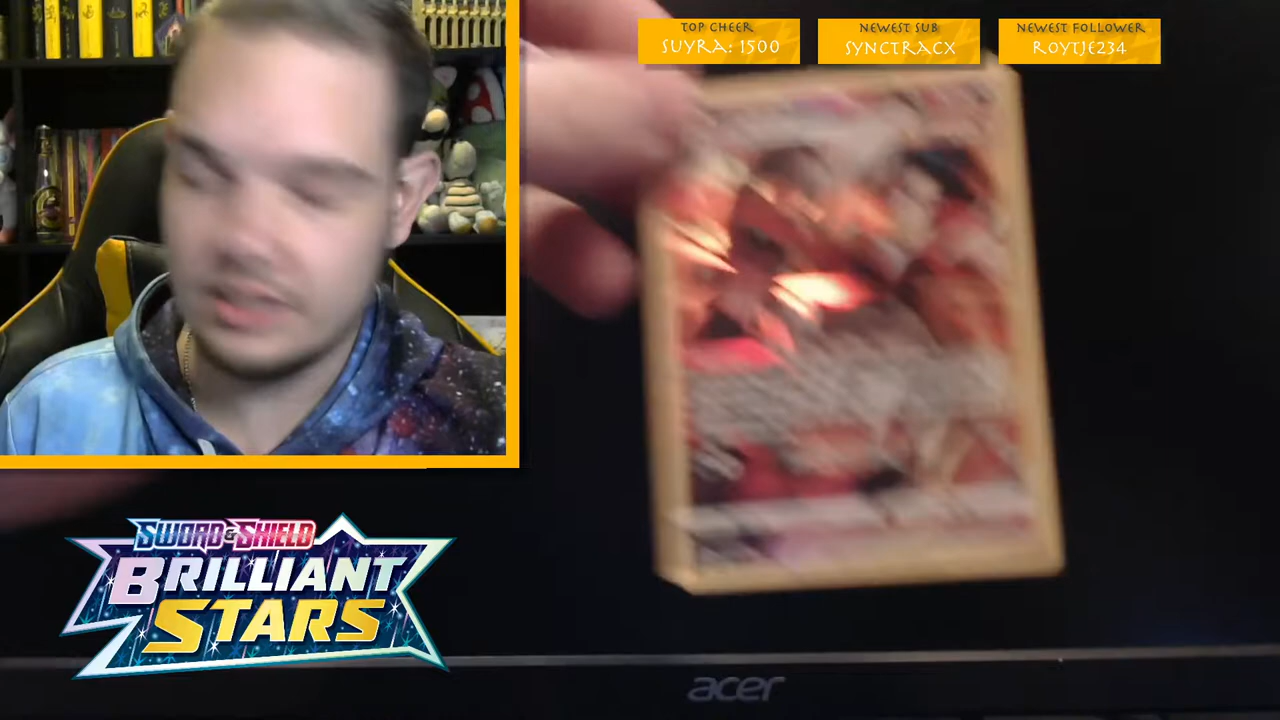 TOP CHEER
SUYRA: 1500
NEWEST SUB
SYNCTRACX
NEWEST FOLLOWER
ROYTJE234
SWORD & SHIELD
BRILLIANT
STARS
acer